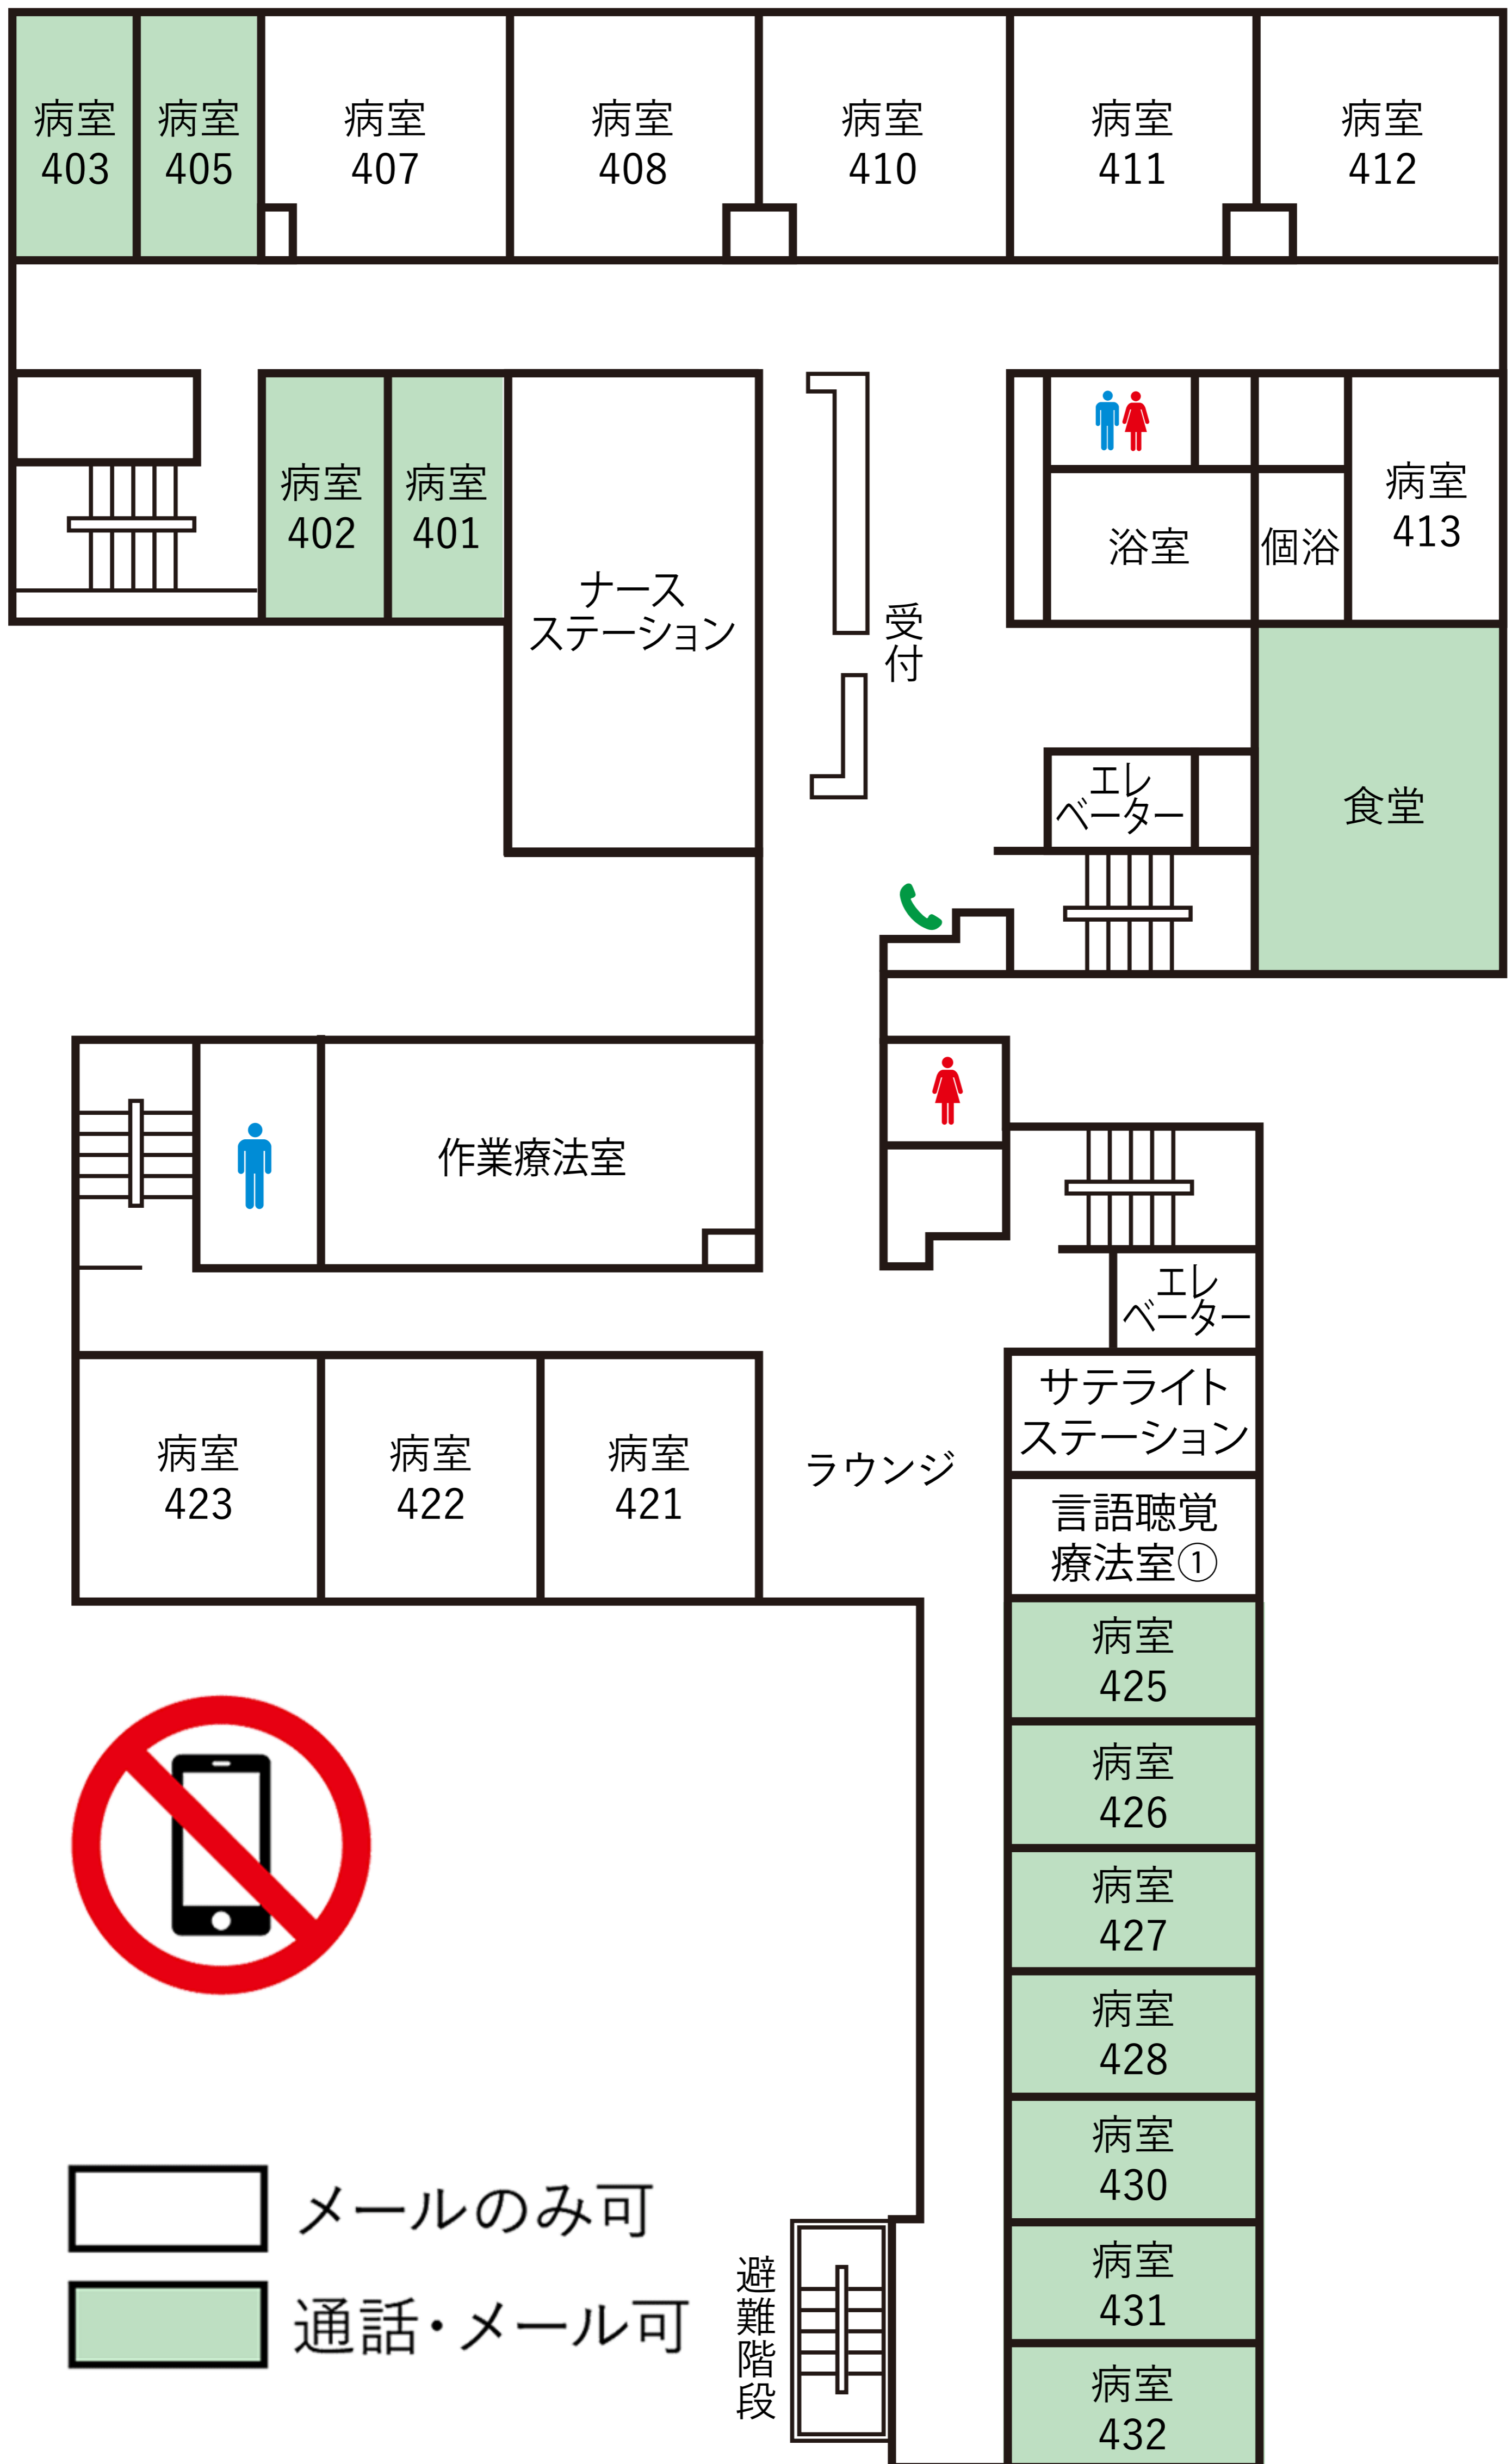 病室
403
病室
405
病室
407
病室
408
病室
410
病室
411
病室
412
病室
402
病室
401
ナース
ステーション
受付
浴室
個浴
病室
413
エレ
ベーター
食堂
作業療法室
エレ
ベーター
サテライト
ステーション
病室
423
病室
422
病室
421
ラウンジ
言語聴覚
療法室①
病室
425
病室
426
病室
427
病室
428
病室
430
病室
431
病室
432
メールのみ可
通話・メール可
避難階段